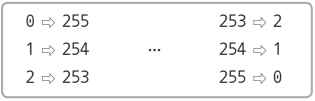 0 ⇨ 255 253 ⇨ 2
1 ⇨ 254 ... 254 ⇨ 1
2 ⇨ 253 255 ⇨ 0